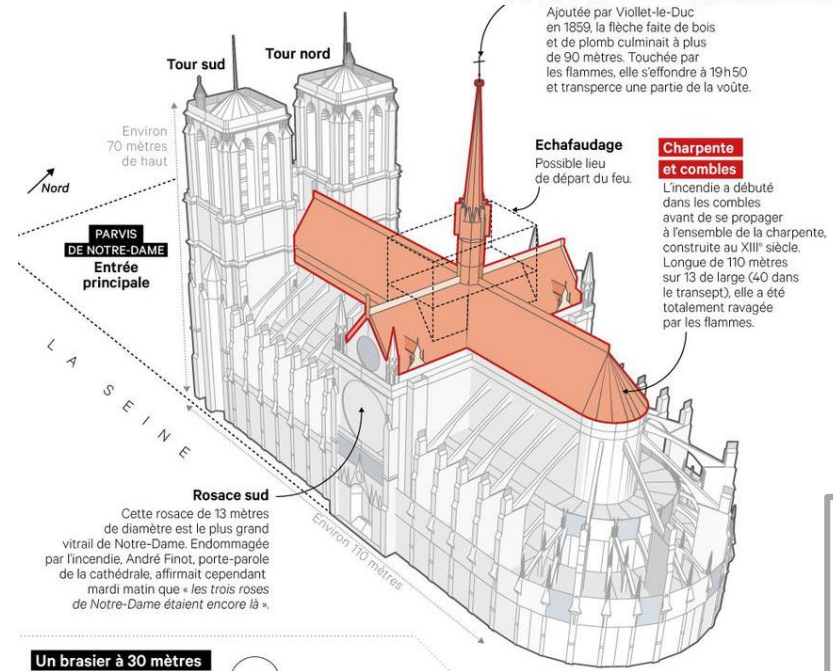 Ajoutée par Viollet-le-Duc
en 1859, la flèche faite de bois
et de plomb culminait à plus
de 90 mètres. Touchée par
les flammes, elle s'effondre à 19h50
et transperce une partie de la voûte.
Tour sud
Tour nord
Environ
70 mètres
de haut
Nord
PARVIS
DE NOTRE-DAME
Entrée
principale
Echafaudage
Possible lieu
de départ du feu.
Charpente
et combles
L'incendie a débuté
dans les combles
avant de se propager
à l'ensemble de la charpente,
construite au XIIIᵉ siècle.
Longue de 110 mètres
sur 13 de large (40 dans
le transept), elle a été
totalement ravagée
par les flammes.
LA SEINE
Rosace sud
Cette rosace de 13 mètres
de diamètre est le plus grand
vitrail de Notre-Dame. Endommagée
par l'incendie, André Finot, porte-parole
de la cathédrale, affirmait cependant
mardi matin que « les trois roses
de Notre-Dame étaient encore là ».
Environ 110 mètres
Un brasier à 30 mètres